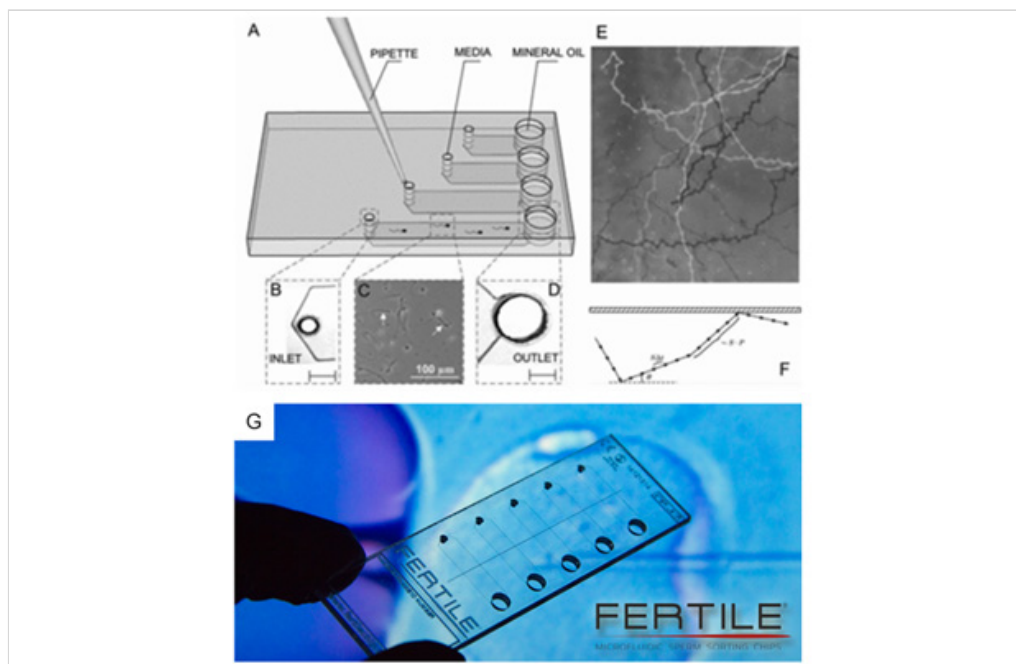 A
PIPETTE
MEDIA
MINERAL OIL
E
B
INLET
C
100 μm
D
OUTLET
F
G
FERTILE
FERTILE
MICROFLUIDIC SPERM SORTING CHIPS